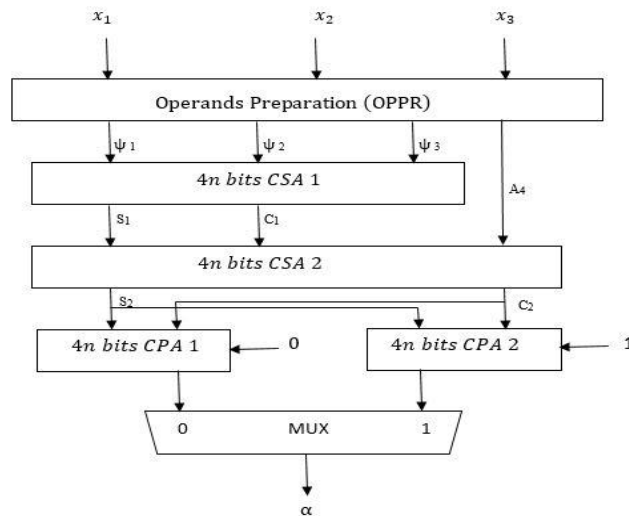 x₁ x₂ x₃
Operands Preparation (OPPR)
ψ₁ ψ₂ ψ₃
A₄
4n bits CSA 1
S₁ C₁
4n bits CSA 2
S₂ C₂
4n bits CPA 1 0 4n bits CPA 2 1
0 MUX 1
α